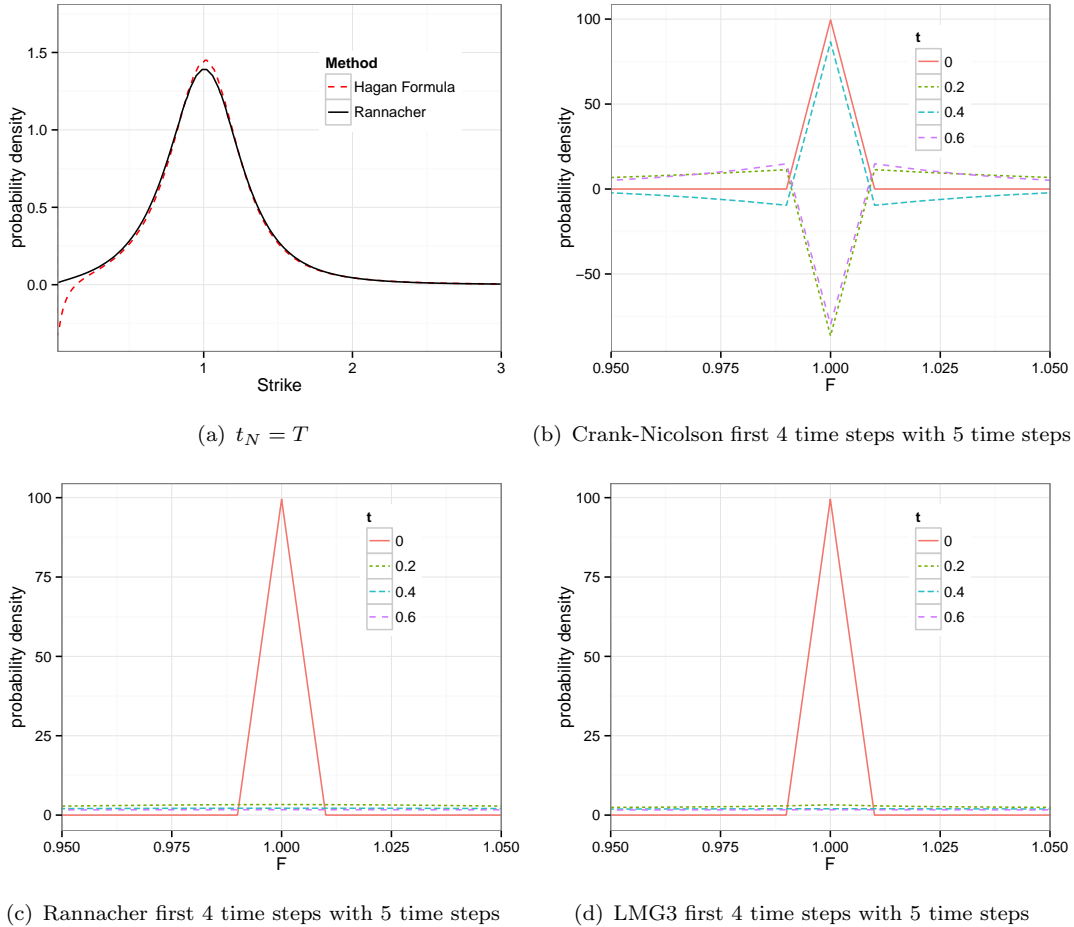 probability density
1.5
1.0
0.5
0.0
Method
Hagan Formula
Rannacher
1
2
3
Strike
(a) t_N = T
probability density
100
50
0
−50
t
0
0.2
0.4
0.6
0.950
0.975
1.000
1.025
1.050
F
(b) Crank-Nicolson first 4 time steps with 5 time steps
probability density
100
75
50
25
0
t
0
0.2
0.4
0.6
0.950
0.975
1.000
1.025
1.050
F
(c) Rannacher first 4 time steps with 5 time steps
probability density
100
75
50
25
0
t
0
0.2
0.4
0.6
0.950
0.975
1.000
1.025
1.050
F
(d) LMG3 first 4 time steps with 5 time steps